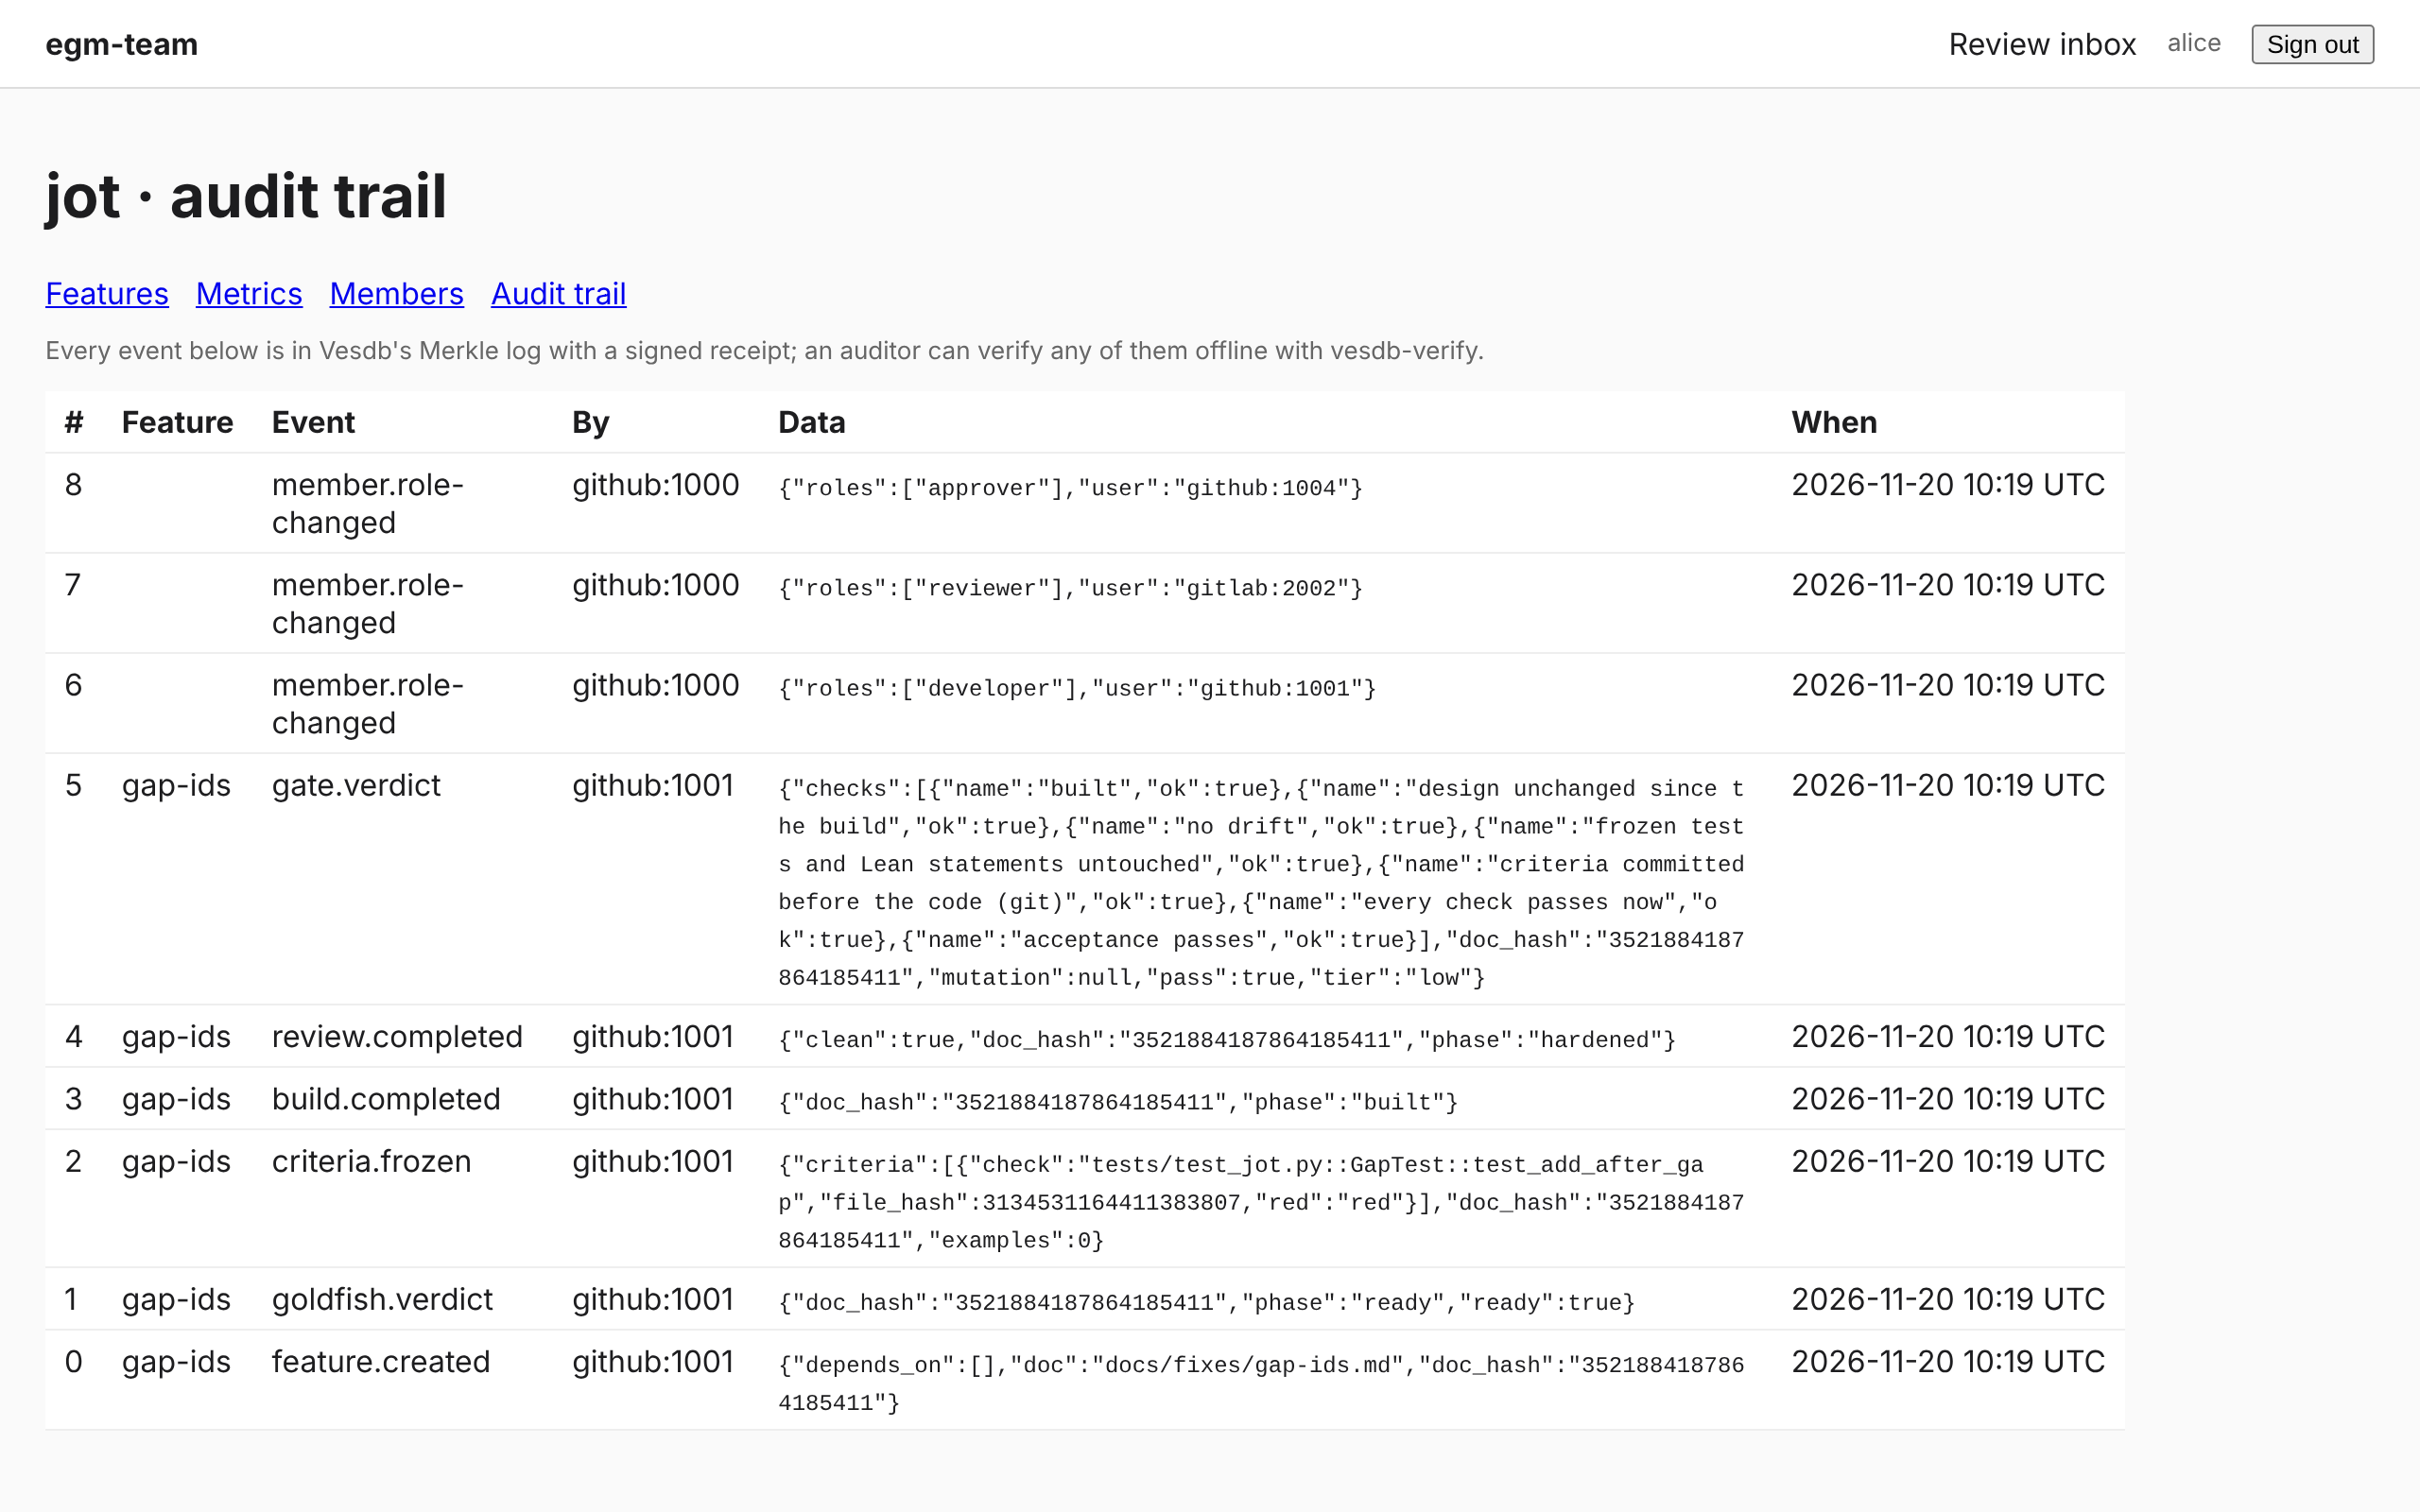 egm-team
Review inbox alice Sign out
jot · audit trail
Features Metrics Members Audit trail
Every event below is in Vesdb's Merkle log with a signed receipt; an auditor can verify any of them offline with vesdb-verify.
# Feature Event By Data When
8 member.role- github:1000 {"roles":["approver"],"user":"github:1004"} 2026-11-20 10:19 UTC
changed
7 member.role- github:1000 {"roles":["reviewer"],"user":"gitlab:2002"} 2026-11-20 10:19 UTC
changed
6 member.role- github:1000 {"roles":["developer"],"user":"github:1001"} 2026-11-20 10:19 UTC
changed
5 gap-ids gate.verdict github:1001 {"checks":[{"name":"built","ok":true},{"name":"design unchanged since t 2026-11-20 10:19 UTC
he build","ok":true},{"name":"no drift","ok":true},{"name":"frozen test
s and Lean statements untouched","ok":true},{"name":"criteria committed
before the code (git)","ok":true},{"name":"every check passes now","o
k":true},{"name":"acceptance passes","ok":true}],"doc_hash":"3521884187
864185411","mutation":null,"pass":true,"tier":"low"}
4 gap-ids review.completed github:1001 {"clean":true,"doc_hash":"3521884187864185411","phase":"hardened"} 2026-11-20 10:19 UTC
3 gap-ids build.completed github:1001 {"doc_hash":"3521884187864185411","phase":"built"} 2026-11-20 10:19 UTC
2 gap-ids criteria.frozen github:1001 {"criteria":[{"check":"tests/test_jot.py::GapTest::test_add_after_ga 2026-11-20 10:19 UTC
p","file_hash":3134531164411383807,"red":"red"}],"doc_hash":"3521884187
864185411","examples":0}
1 gap-ids goldfish.verdict github:1001 {"doc_hash":"3521884187864185411","phase":"ready","ready":true} 2026-11-20 10:19 UTC
0 gap-ids feature.created github:1001 {"depends_on":[],"doc":"docs/fixes/gap-ids.md","doc_hash":"352188418786 2026-11-20 10:19 UTC
4185411"}